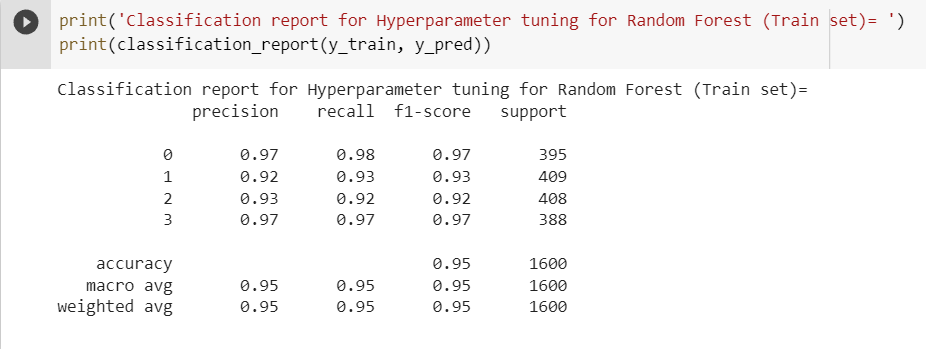 print('Classification report for Hyperparameter tuning for Random Forest (Train set)= ')
print(classification_report(y_train, y_pred))
Classification report for Hyperparameter tuning for Random Forest (Train set)=
precision recall f1-score support
0 0.97 0.98 0.97 395
1 0.92 0.93 0.93 409
2 0.93 0.92 0.92 408
3 0.97 0.97 0.97 388
accuracy 0.95 1600
macro avg 0.95 0.95 0.95 1600
weighted avg 0.95 0.95 0.95 1600